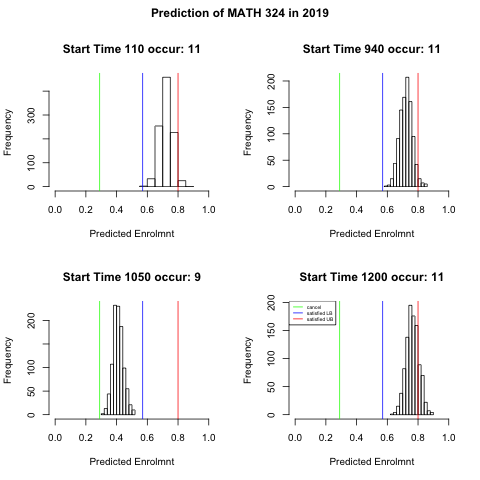 Prediction of MATH 324 in 2019
Start Time 110 occur: 11
Frequency
0
100
300
0.0 0.2 0.4 0.6 0.8 1.0
Predicted Enrolmnt
Start Time 940 occur: 11
Frequency
0
50
100
150
200
0.0 0.2 0.4 0.6 0.8 1.0
Predicted Enrolmnt
Start Time 1050 occur: 9
Frequency
0
50
100
200
0.0 0.2 0.4 0.6 0.8 1.0
Predicted Enrolmnt
Start Time 1200 occur: 11
cancel
satisfied LB
satisfied UB
Frequency
0
50
100
150
200
0.0 0.2 0.4 0.6 0.8 1.0
Predicted Enrolmnt